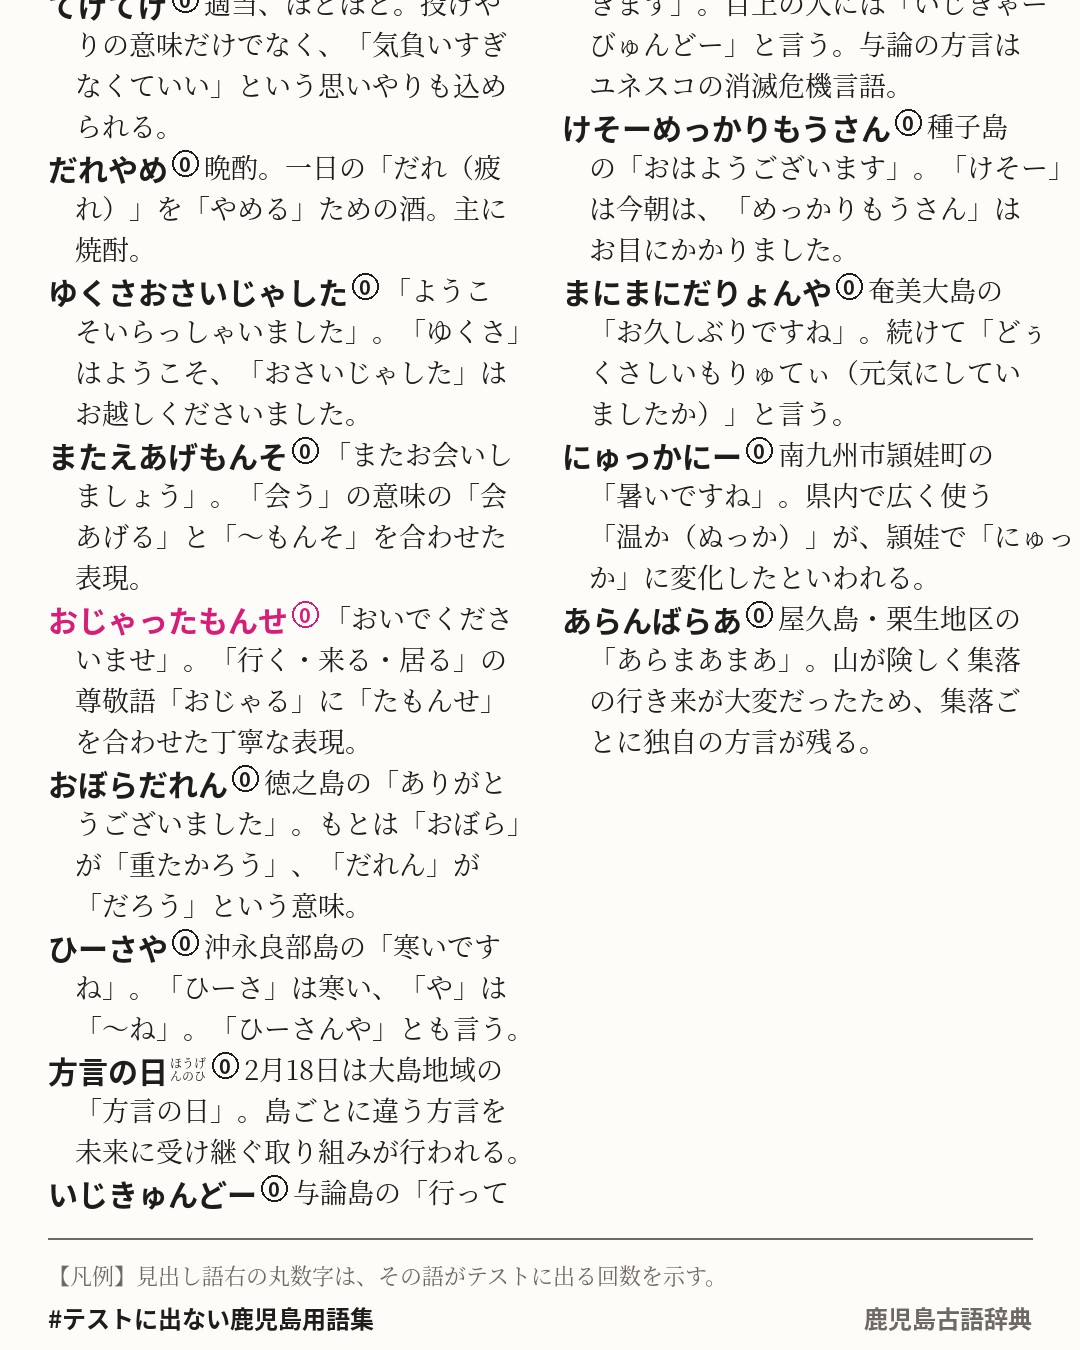 てげてげ⓪適当、ほどほど。投げや
りの意味だけでなく、「気負いすぎ
なくていい」という思いやりも込め
られる。
だれやめ⓪晩酌。一日の「だれ（疲
れ）」を「やめる」ための酒。主に
焼酎。
ゆくさおさいじゃした⓪「ようこ
そいらっしゃいました」。「ゆくさ」
はようこそ、「おさいじゃした」は
お越しくださいました。
またえあげもんそ⓪「またお会いし
ましょう」。「会う」の意味の「会
あげる」と「〜もんそ」を合わせた
表現。
おじゃったもんせ⓪「おいでくださ
いませ」。「行く・来る・居る」の
尊敬語「おじゃる」に「たもんせ」
を合わせた丁寧な表現。
おぼらだれん⓪徳之島の「ありがと
うございました」。もとは「おぼら」
が「重たかろう」、「だれん」が
「だろう」という意味。
ひーさや⓪沖永良部島の「寒いです
ね」。「ひーさ」は寒い、「や」は
「〜ね」。「ひーさんや」とも言う。
方言の日ほうげんのひ⓪2月18日は大島地域の
「方言の日」。島ごとに違う方言を
未来に受け継ぐ取り組みが行われる。
いじきゅんどー⓪与論島の「行って
きます」。目上の人には「いじきゃー
びゅんどー」と言う。与論の方言は
ユネスコの消滅危機言語。
けそーめっかりもうさん⓪種子島
の「おはようございます」。「けそー」
は今朝は、「めっかりもうさん」は
お目にかかりました。
まにまにだりょんや⓪奄美大島の
「お久しぶりですね」。続けて「どぅ
くさしいもりゅてぃ（元気にしてい
ましたか）」と言う。
にゅっかにー⓪南九州市頴娃町の
「暑いですね」。県内で広く使う
「温か（ぬっか）」が、頴娃で「にゅっ
か」に変化したといわれる。
あらんばらあ⓪屋久島・栗生地区の
「あらまあまあ」。山が険しく集落
の行き来が大変だったため、集落ご
とに独自の方言が残る。
【凡例】見出し語右の丸数字は、その語がテストに出る回数を示す。
#テストに出ない鹿児島用語集
鹿児島古語辞典